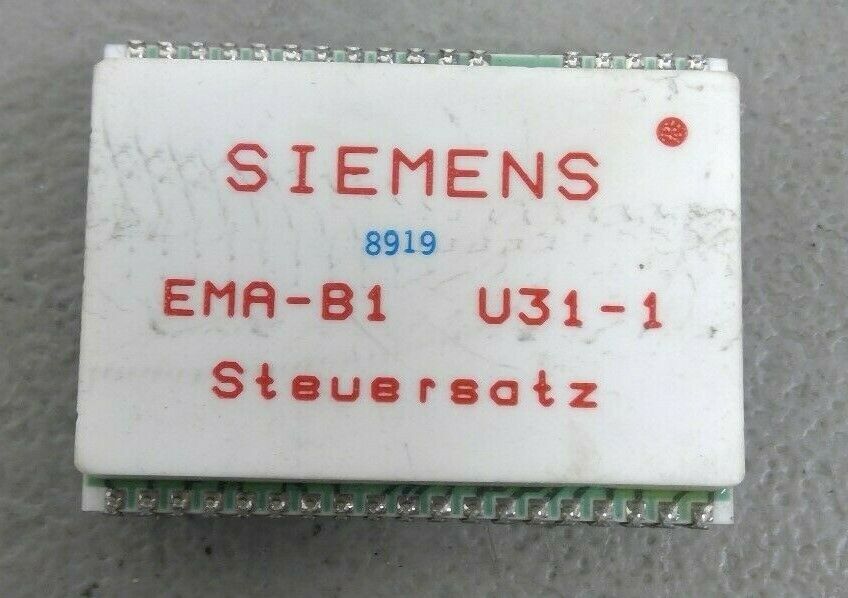 SIEMENS
8919
EMA-B1 U31-1
Steuersatz